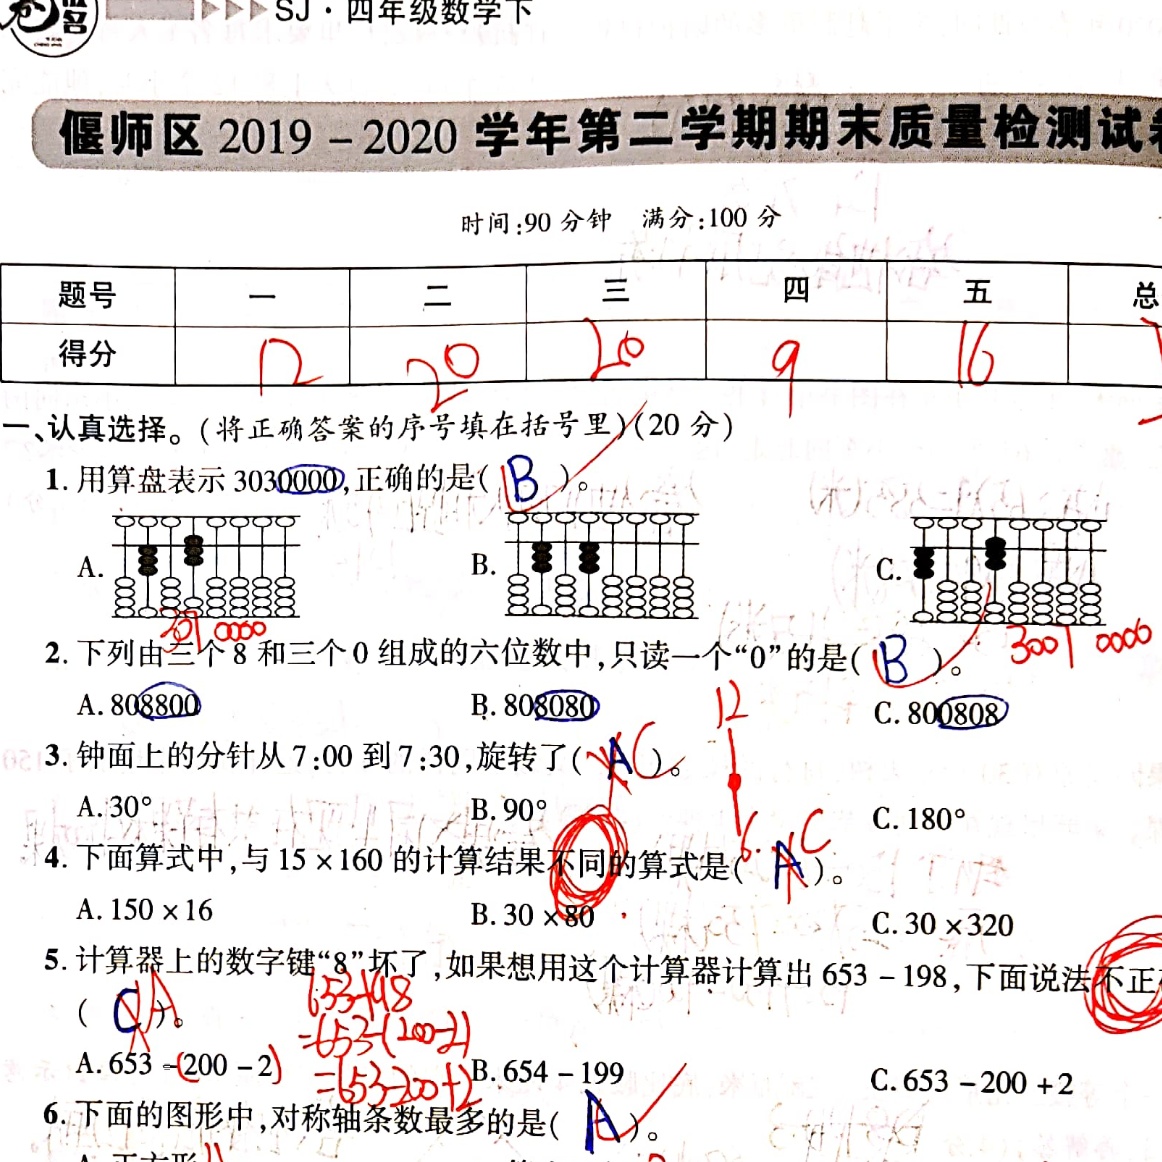 SJ·四年级数学下
偃师区 2019-2020 学年第二学期期末质量检测试卷
时间:90 分钟 满分:100 分
题号 一 二 三 四 五 总
得分 12 20 20 9 16
一、认真选择。(将正确答案的序号填在括号里)(20 分)
1. 用算盘表示 3030000,正确的是( B )。
A. B. C.
301 0000 3001 0000
2. 下列由三个 8 和三个 0 组成的六位数中,只读一个“0”的是( B )。
A. 808800 B. 808080 C. 800808
12
3. 钟面上的分针从 7:00 到 7:30,旋转了( A C )。
A. 30° B. 90° C. 180°
6
4. 下面算式中,与 15×160 的计算结果不同的算式是( A C )。
A. 150×16 B. 30×80 C. 30×320
5. 计算器上的数字键“8”坏了,如果想用这个计算器计算出 653-198,下面说法不正
( C A )。
653-198
=653-(200-2)
=653-200+2
A. 653-(200-2) B. 654-199 C. 653-200+2
6. 下面的图形中,对称轴条数最多的是( A )。
A. 正方形